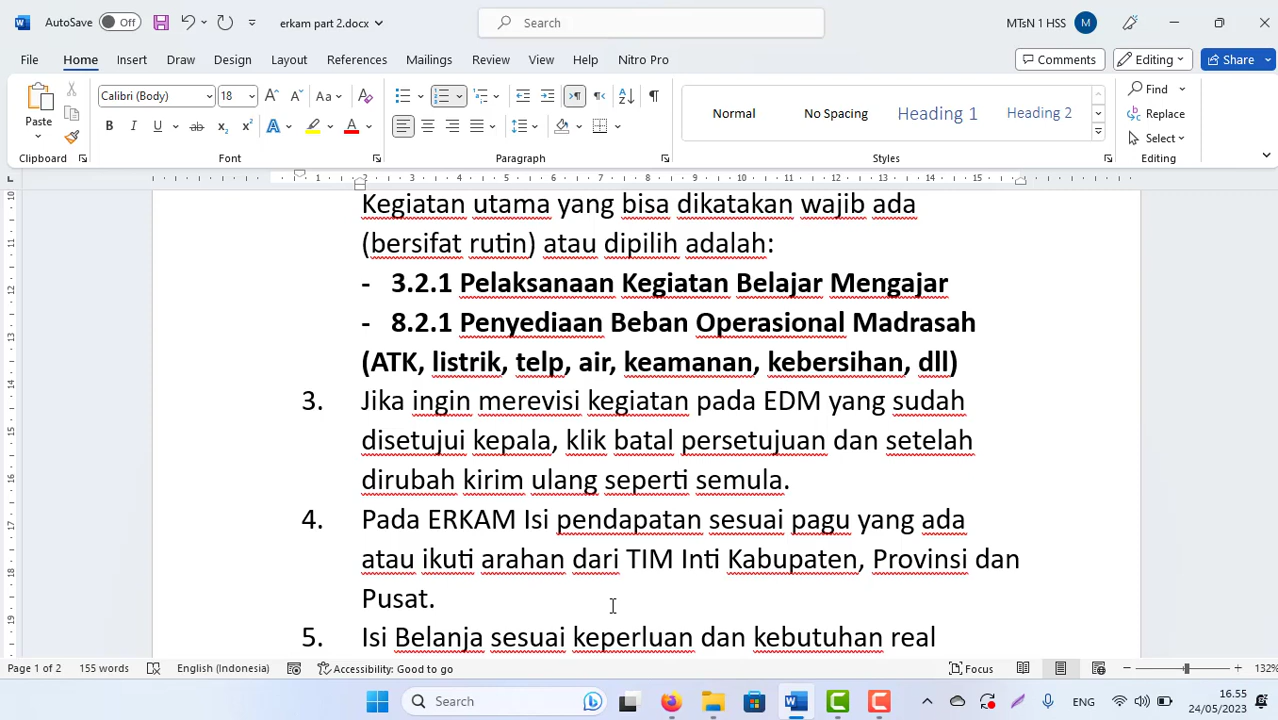 AutoSave Off erkam part 2.docx Search MTsN 1 HSS M
File Home Insert Draw Design Layout References Mailings Review View Help Nitro Pro Comments Editing Share
Paste Calibri (Body) 18 Normal No Spacing Heading 1 Heading 2 Find
Replace
Select
Clipboard Font Paragraph Styles Editing
Kegiatan utama yang bisa dikatakan wajib ada
(bersifat rutin) atau dipilih adalah:
- 3.2.1 Pelaksanaan Kegiatan Belajar Mengajar
- 8.2.1 Penyediaan Beban Operasional Madrasah
(ATK, listrik, telp, air, keamanan, kebersihan, dll)
3. Jika ingin merevisi kegiatan pada EDM yang sudah
disetujui kepala, klik batal persetujuan dan setelah
dirubah kirim ulang seperti semula.
4. Pada ERKAM Isi pendapatan sesuai pagu yang ada
atau ikuti arahan dari TIM Inti Kabupaten, Provinsi dan
Pusat.
5. Isi Belanja sesuai keperluan dan kebutuhan real
Page 1 of 2 155 words English (United States) Accessibility: Good to go Focus 132%
Search ENG 16.55
24/05/2023